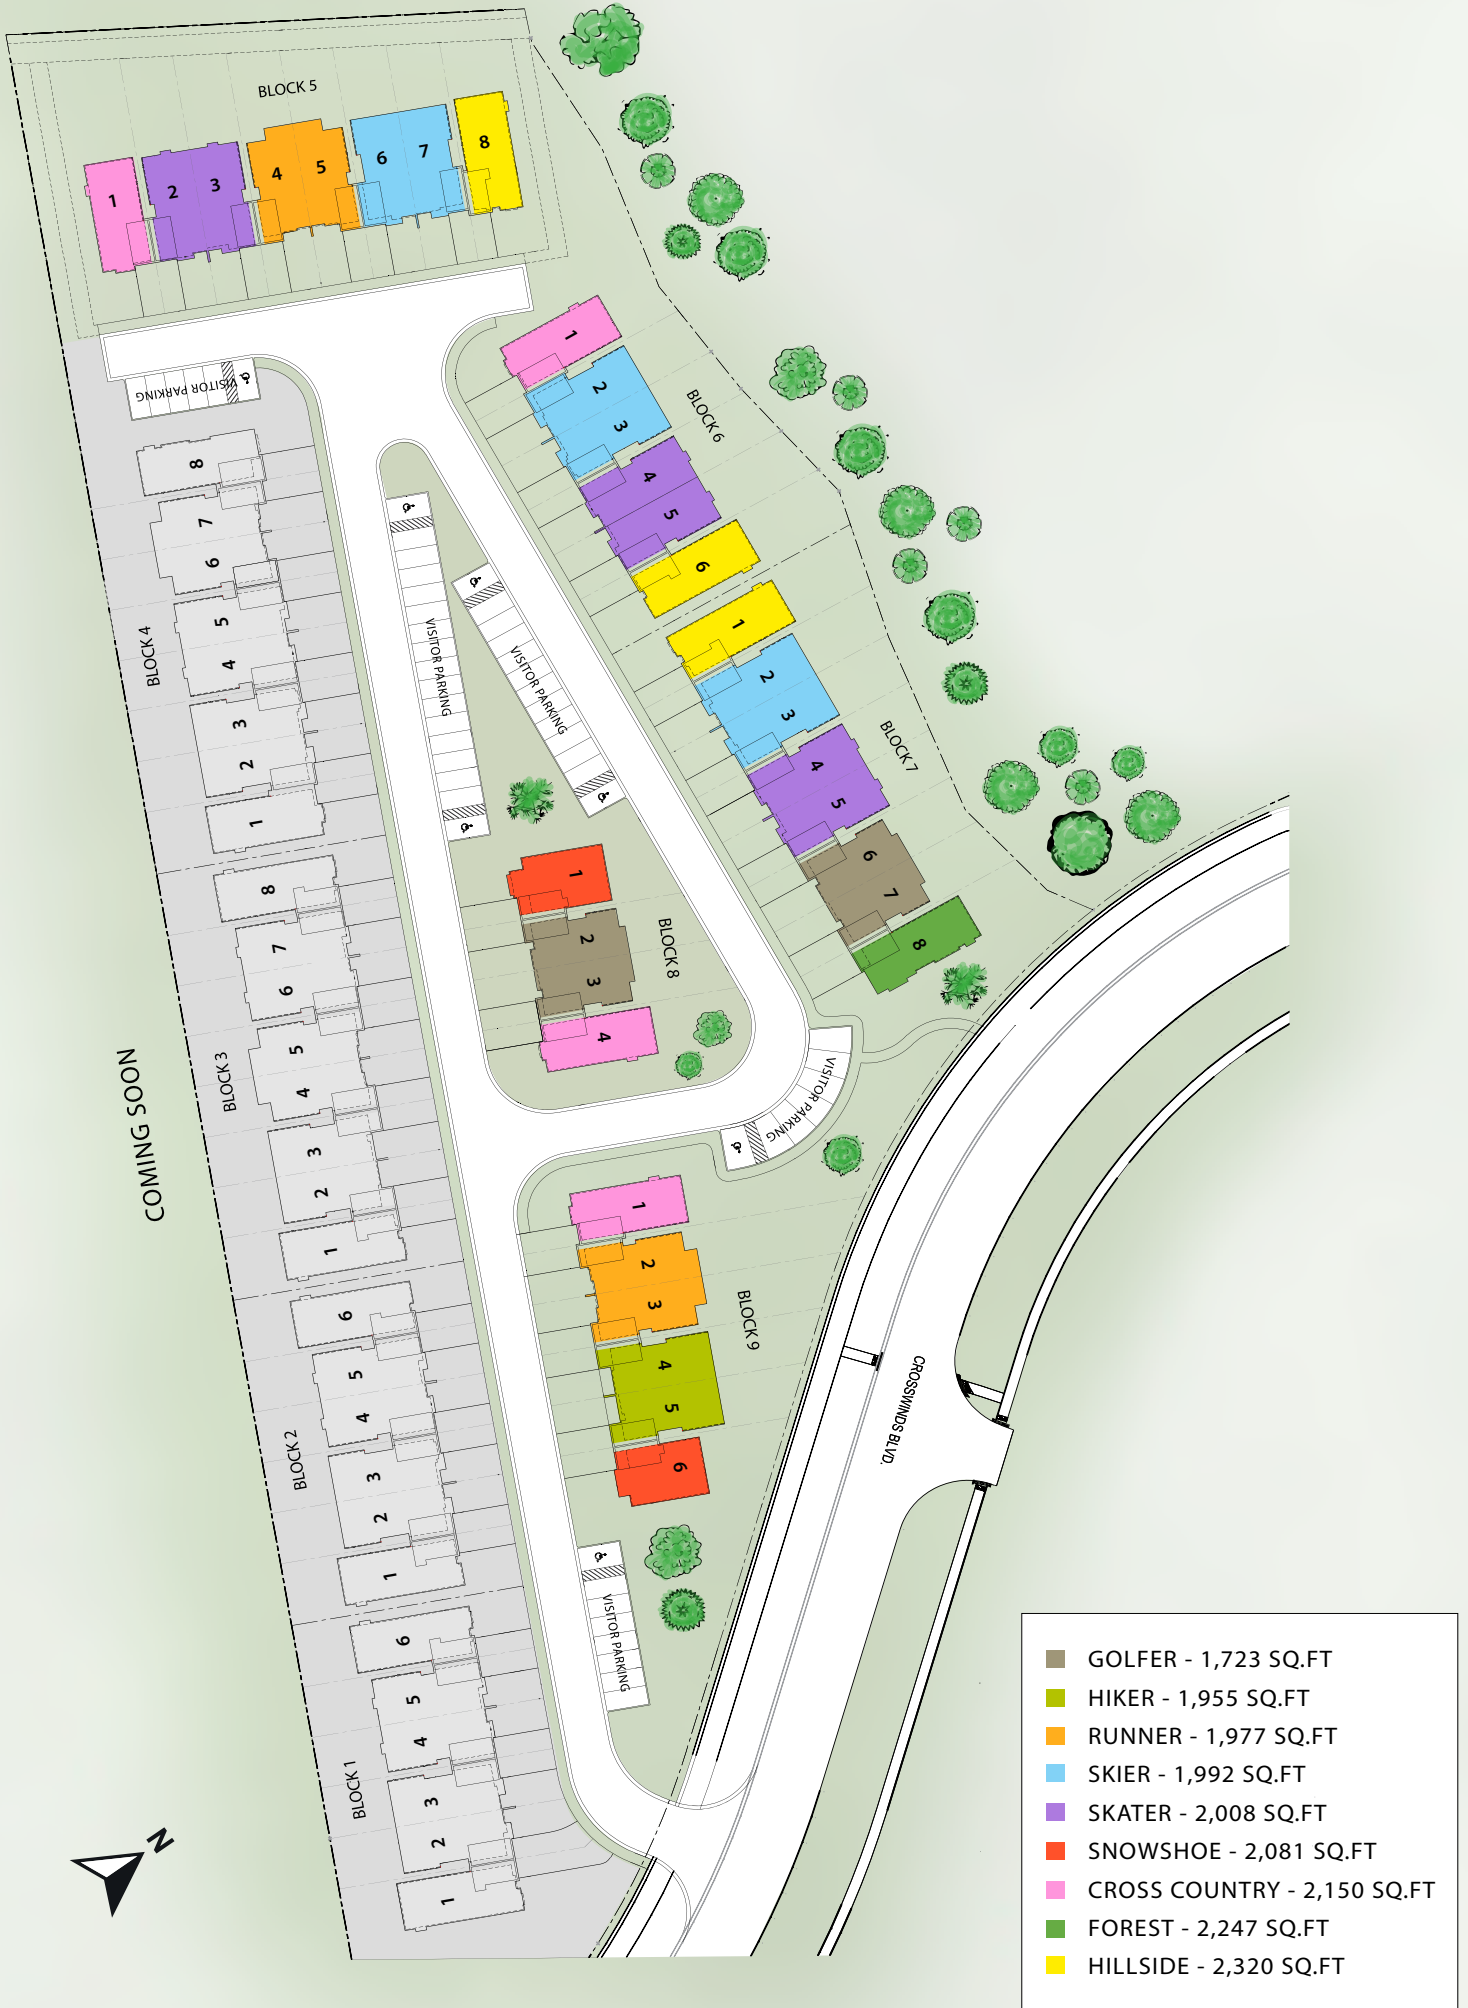 BLOCK 5
1
2
3
4
5
6
7
8
VISITOR PARKING
1
2
3
4
5
6
BLOCK 6
8
7
6
5
4
3
2
1
BLOCK 4
VISITOR PARKING
VISITOR PARKING
1
2
3
4
5
6
7
8
BLOCK 7
1
2
3
4
BLOCK 8
8
7
6
5
4
3
2
1
BLOCK 3
COMING SOON
VISITOR PARKING
1
2
3
4
5
6
BLOCK 9
6
5
4
3
2
1
BLOCK 2
CROSSWINDS BLVD.
VISITOR PARKING
6
5
4
3
2
1
BLOCK 1
N
GOLFER - 1,723 SQ.FT
HIKER - 1,955 SQ.FT
RUNNER - 1,977 SQ.FT
SKIER - 1,992 SQ.FT
SKATER - 2,008 SQ.FT
SNOWSHOE - 2,081 SQ.FT
CROSS COUNTRY - 2,150 SQ.FT
FOREST - 2,247 SQ.FT
HILLSIDE - 2,320 SQ.FT